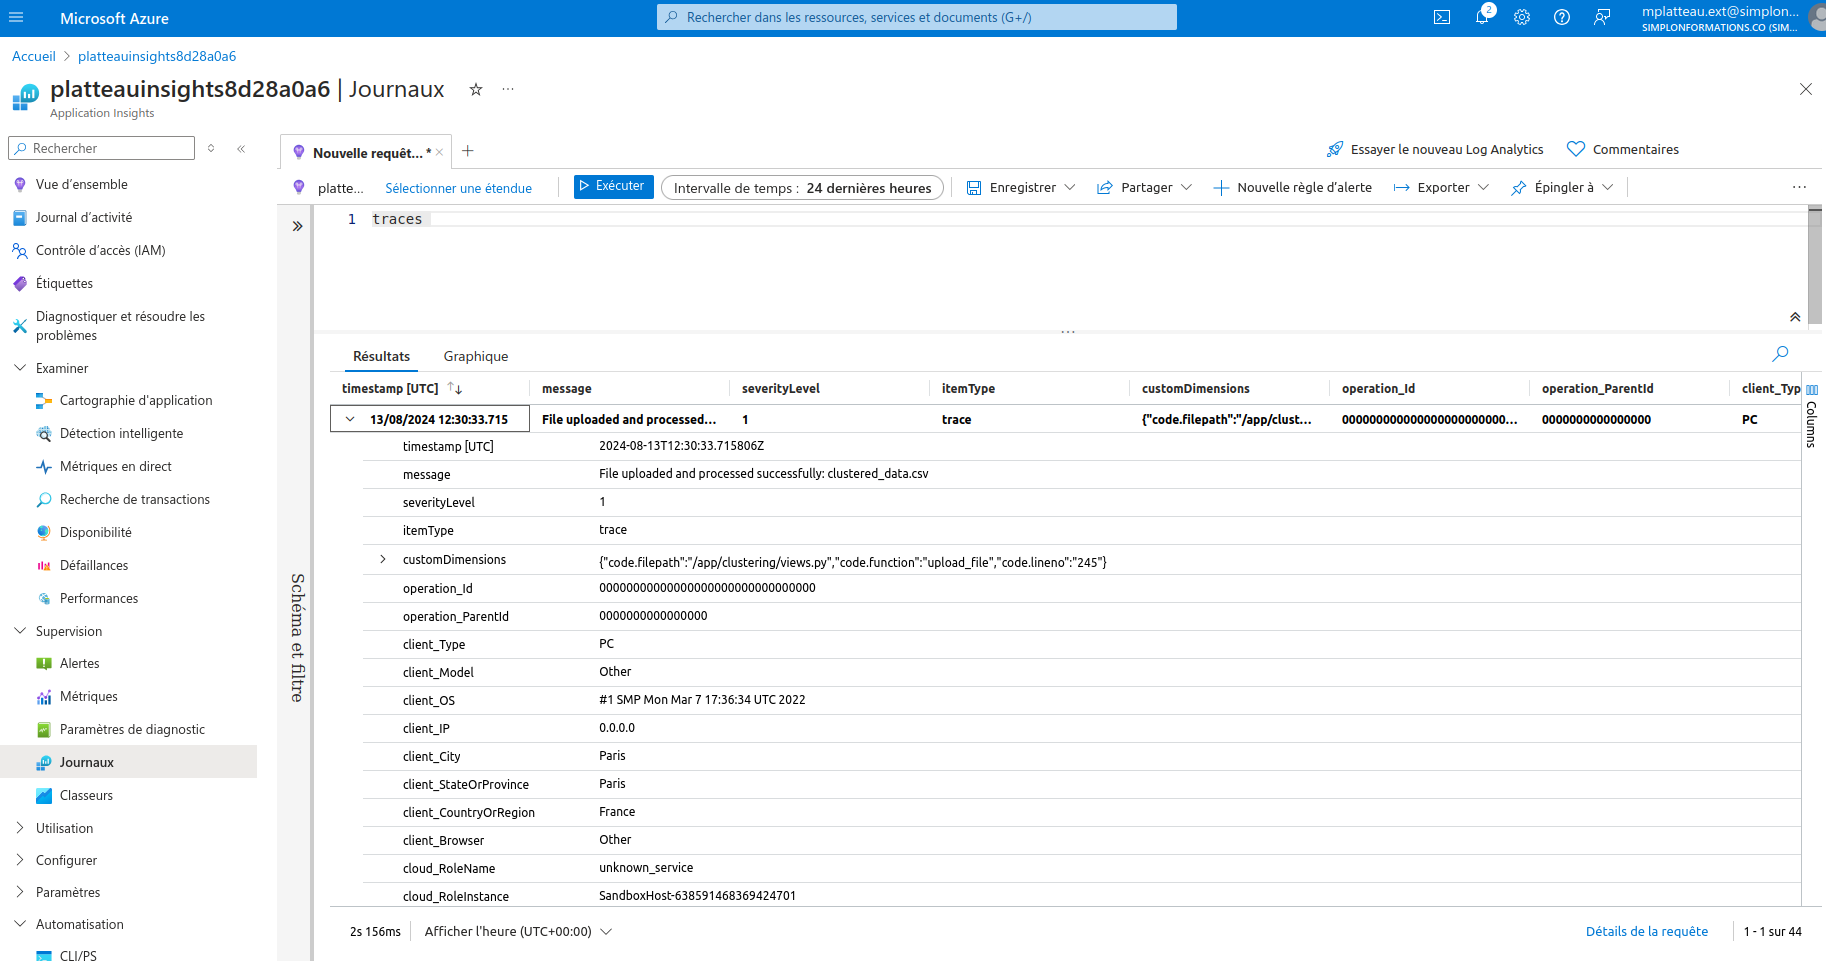 Microsoft Azure
Rechercher dans les ressources, services et documents (G+/)
2
mplatteau.ext@simplon...
SIMPLONFORMATIONS.CO (SIM...
Accueil > platteauinsights8d28a0a6
platteauinsights8d28a0a6 | Journaux
Application Insights
Rechercher
Vue d'ensemble
Journal d'activité
Contrôle d'accès (IAM)
Étiquettes
Diagnostiquer et résoudre les
problèmes
Examiner
Cartographie d'application
Détection intelligente
Métriques en direct
Recherche de transactions
Disponibilité
Défaillances
Performances
Supervision
Alertes
Métriques
Paramètres de diagnostic
Journaux
Classeurs
Utilisation
Configurer
Paramètres
Automatisation
CLI/PS
Nouvelle requêt... *
Essayer le nouveau Log Analytics
Commentaires
platte...
Sélectionner une étendue
Exécuter
Intervalle de temps : 24 dernières heures
Enregistrer
Partager
Nouvelle règle d'alerte
Exporter
Épingler à
1 traces
Schéma et filtre
Résultats
Graphique
timestamp [UTC] message severityLevel itemType customDimensions operation_Id operation_ParentId client_Typ
13/08/2024 12:30:33.715 File uploaded and processed... 1 trace {"code.filepath":"/app/clust... 000000000000000000000000... 0000000000000000 PC
timestamp [UTC] 2024-08-13T12:30:33.715806Z
message File uploaded and processed successfully: clustered_data.csv
severityLevel 1
itemType trace
customDimensions {"code.filepath":"/app/clustering/views.py","code.function":"upload_file","code.lineno":"245"}
operation_Id 00000000000000000000000000000000
operation_ParentId 0000000000000000
client_Type PC
client_Model Other
client_OS #1 SMP Mon Mar 7 17:36:34 UTC 2022
client_IP 0.0.0.0
client_City Paris
client_StateOrProvince Paris
client_CountryOrRegion France
client_Browser Other
cloud_RoleName unknown_service
cloud_RoleInstance SandboxHost-638591468369424701
Columns
2s 156ms
Afficher l'heure (UTC+00:00)
Détails de la requête
1 - 1 sur 44